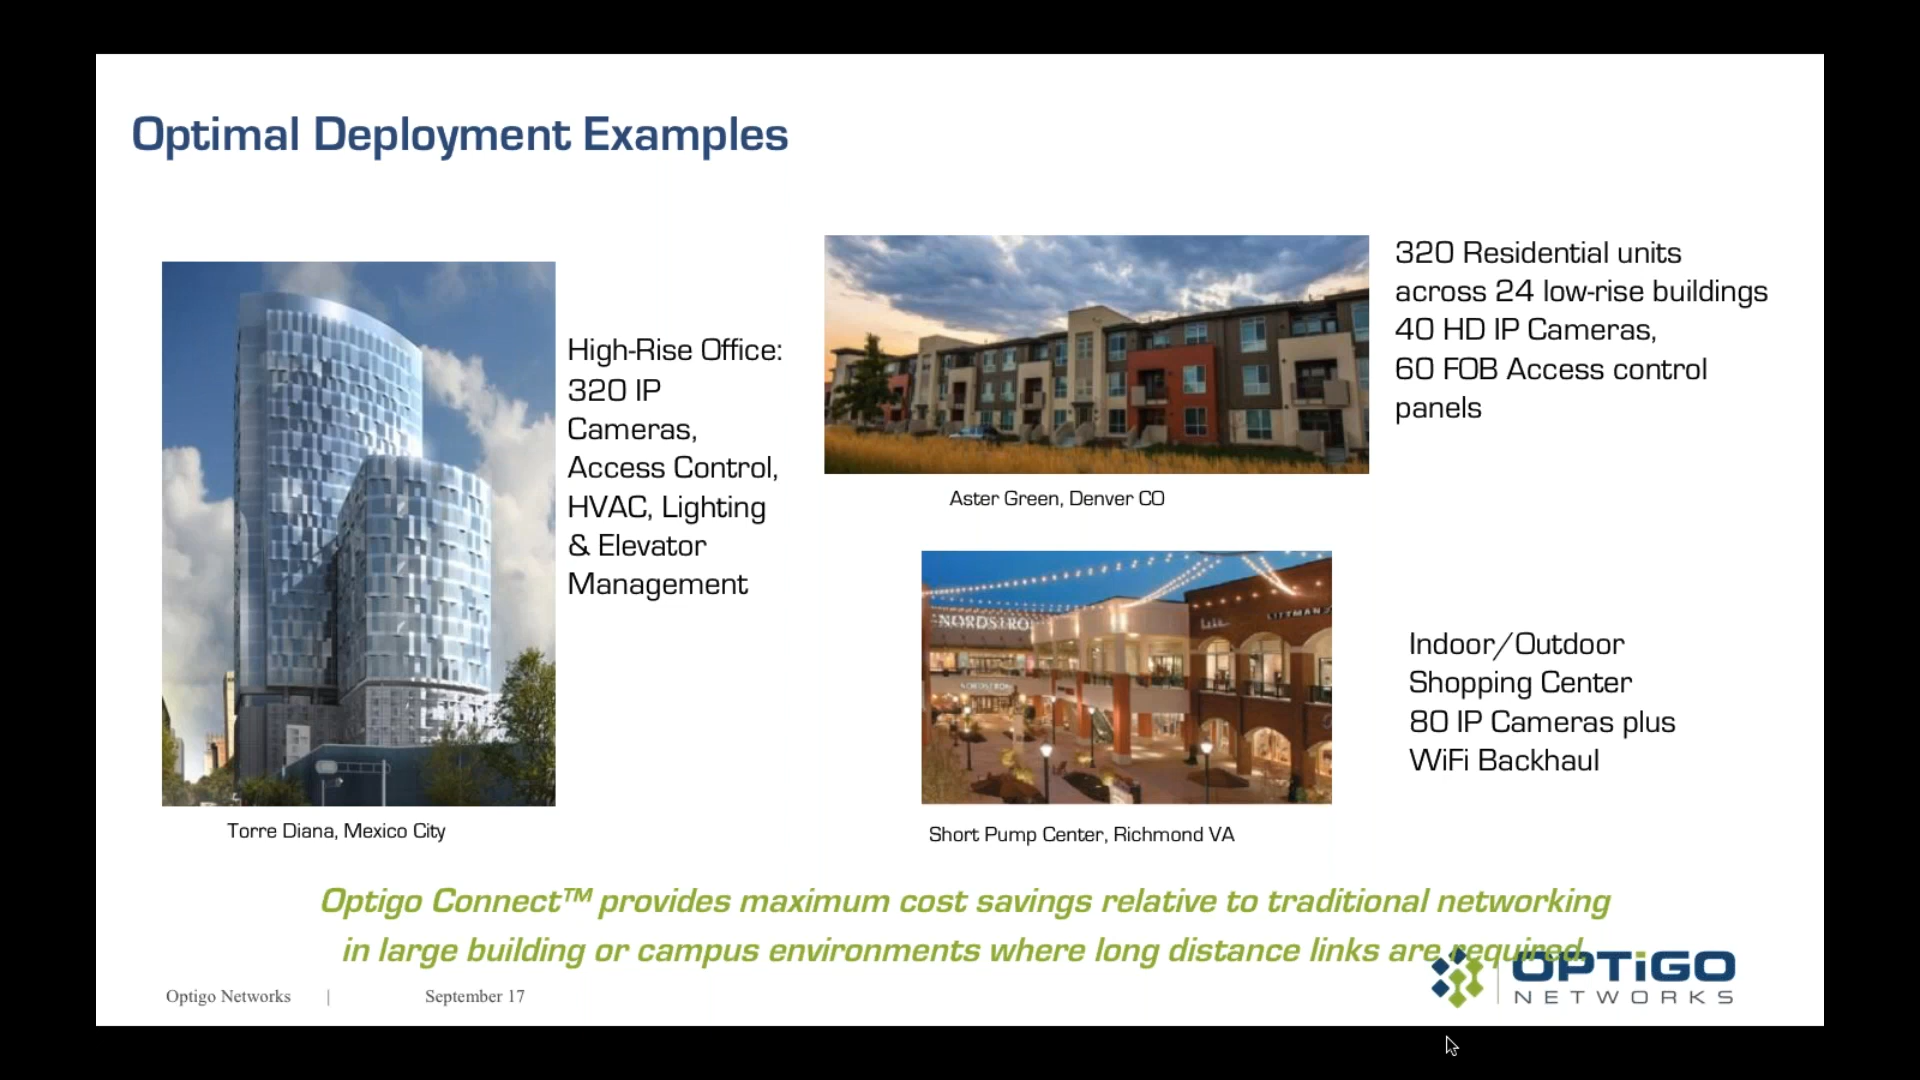 Optimal Deployment Examples
High-Rise Office:
320 IP
Cameras,
Access Control,
HVAC, Lighting
& Elevator
Management
Torre Diana, Mexico City
320 Residential units
across 24 low-rise buildings
40 HD IP Cameras,
60 FOB Access control
panels
Aster Green, Denver CO
NORDSTRO
NORDSTROM
Indoor/Outdoor
Shopping Center
80 IP Cameras plus
WiFi Backhaul
Short Pump Center, Richmond VA
Optigo Connect™ provides maximum cost savings relative to traditional networking
in large building or campus environments where long distance links are required.
Optigo Networks | September 17
OPTiGO
NETWORKS